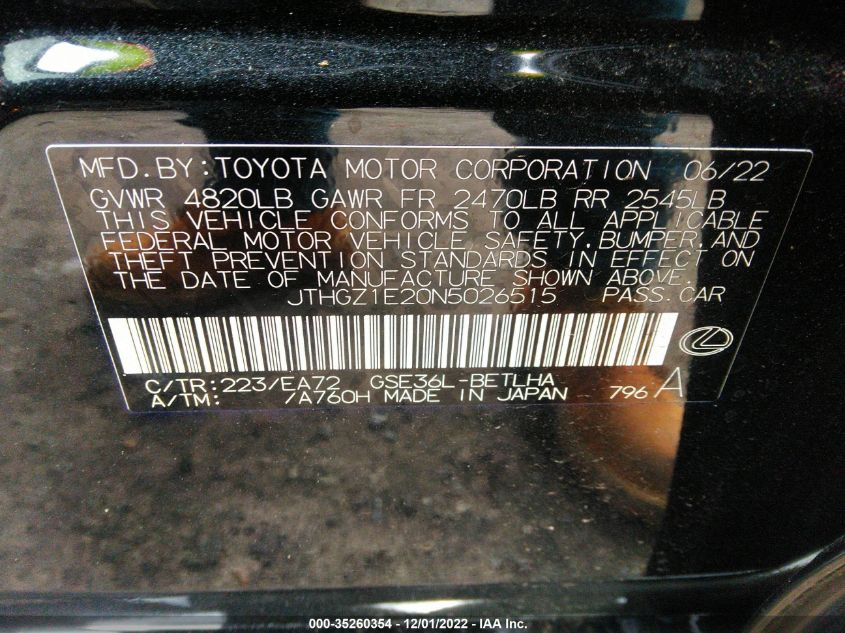 MFD.BY:TOYOTA MOTOR CORPORATION 06/22
GVWR 4820LB GAWR FR 2470LB RR 2545LB
THIS VEHICLE CONFORMS TO ALL APPLICABLE
FEDERAL MOTOR VEHICLE SAFETY,BUMPER,AND
THEFT PREVENTION STANDARDS IN EFFECT ON
THE DATE OF MANUFACTURE SHOWN ABOVE.
JTHGZ1E20N5026515 PASS.CAR
C/TR:223/EA72 GSE36L-BETLHA
A/TM: /A760H MADE IN JAPAN 796 A
000-35260354 - 12/01/2022 - IAA Inc.